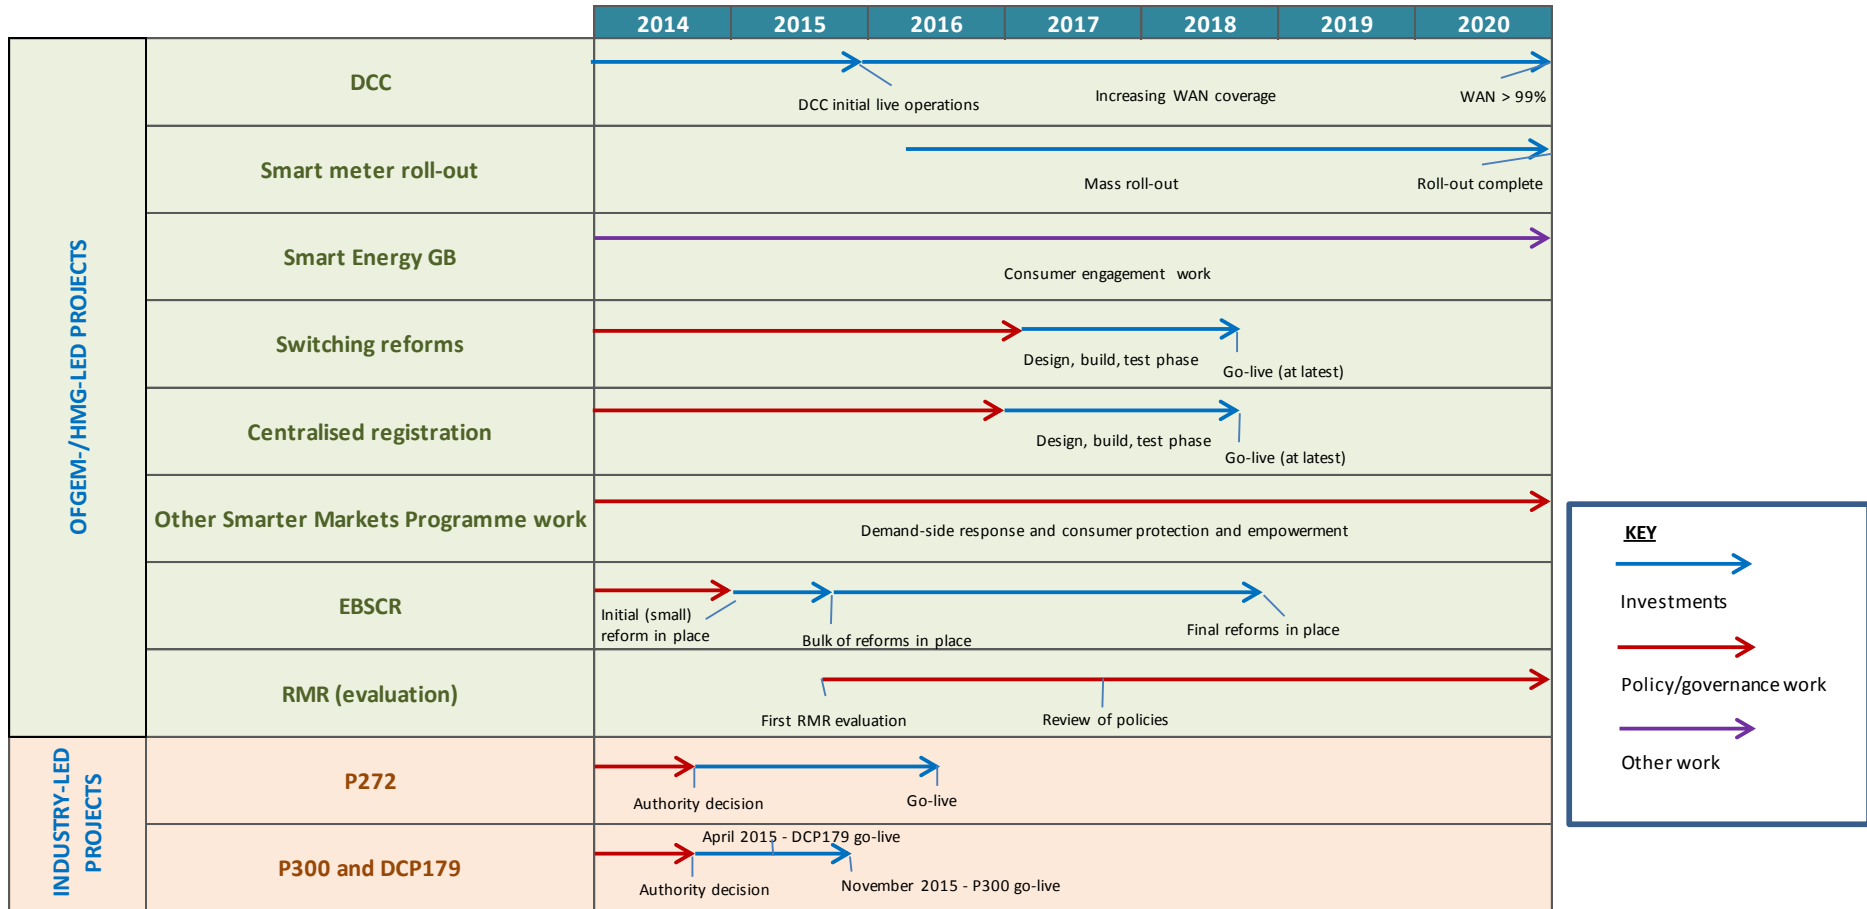 2014 2015 2016 2017 2018 2019 2020
OFGEM-/HMG-LED PROJECTS
DCC
DCC initial live operations
Increasing WAN coverage
WAN > 99%
Smart meter roll-out
Mass roll-out
Roll-out complete
Smart Energy GB
Consumer engagement work
Switching reforms
Design, build, test phase
Go-live (at latest)
Centralised registration
Design, build, test phase
Go-live (at latest)
Other Smarter Markets Programme work
Demand-side response and consumer protection and empowerment
EBSCR
Initial (small)
reform in place
Bulk of reforms in place
Final reforms in place
RMR (evaluation)
First RMR evaluation
Review of policies
INDUSTRY-LED
PROJECTS
P272
Authority decision
Go-live
P300 and DCP179
April 2015 - DCP179 go-live
Authority decision
November 2015 - P300 go-live
KEY
Investments
Policy/governance work
Other work